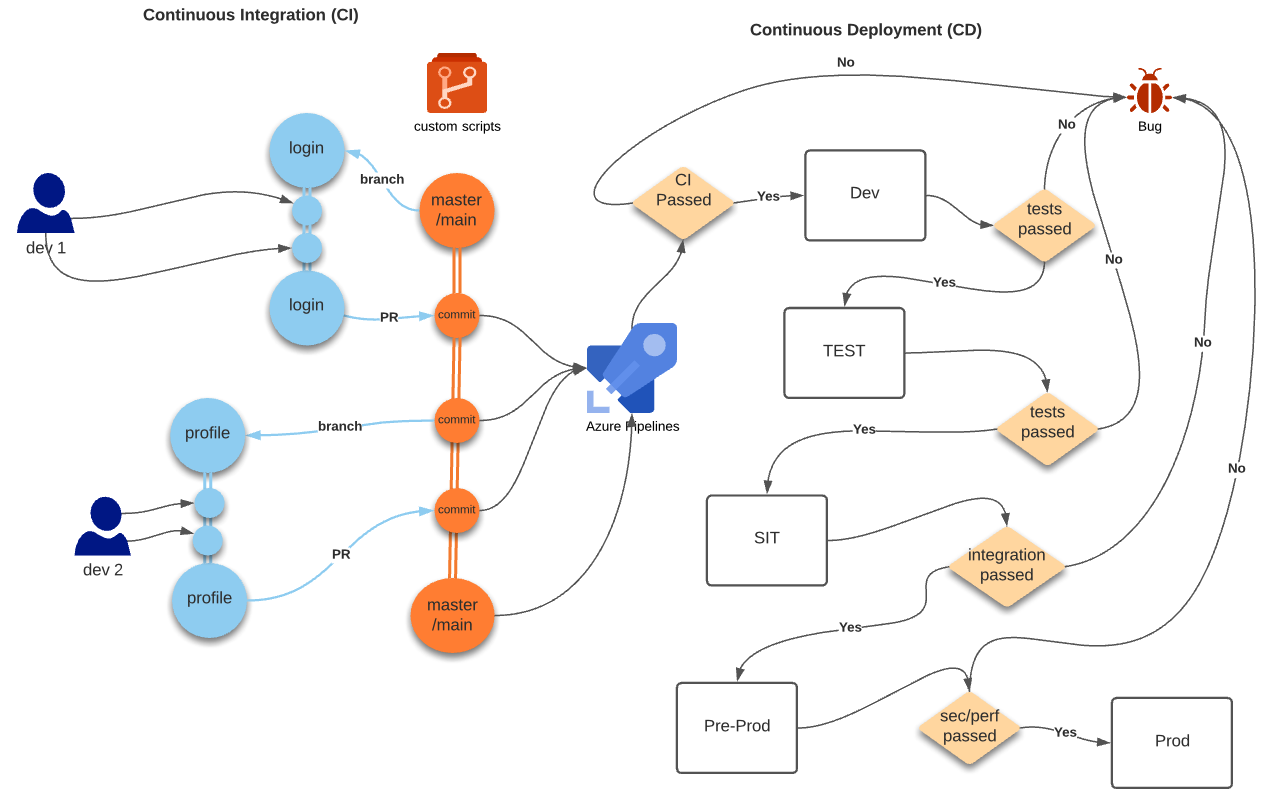 Continuous Integration (CI)
Continuous Deployment (CD)
custom scripts
login
branch
master
/main
dev 1
login
PR
commit
profile
branch
commit
commit
dev 2
PR
profile
master
/main
Azure Pipelines
No
Bug
CI
Passed
Yes
Dev
No
tests
passed
Yes
No
TEST
No
tests
passed
Yes
No
SIT
integration
passed
Yes
Pre-Prod
sec/perf
passed
Yes
Prod